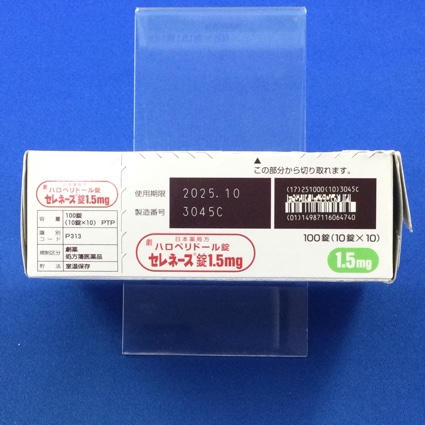 ハロペリドール錠
セレネース®錠1.5mg
容量 100錠(10錠×10) PTP
識別コード P313
規制区分 劇薬 処方箋医薬品
貯法 室温保存
▲
この部分から切り取れます。
使用期限 2025.10
製造番号 3045C
(17)251000(10)3045C
(01)14987116064740
劇
日本薬局方
ハロペリドール錠
セレネース®錠1.5mg
100錠(10錠×10)
1.5mg